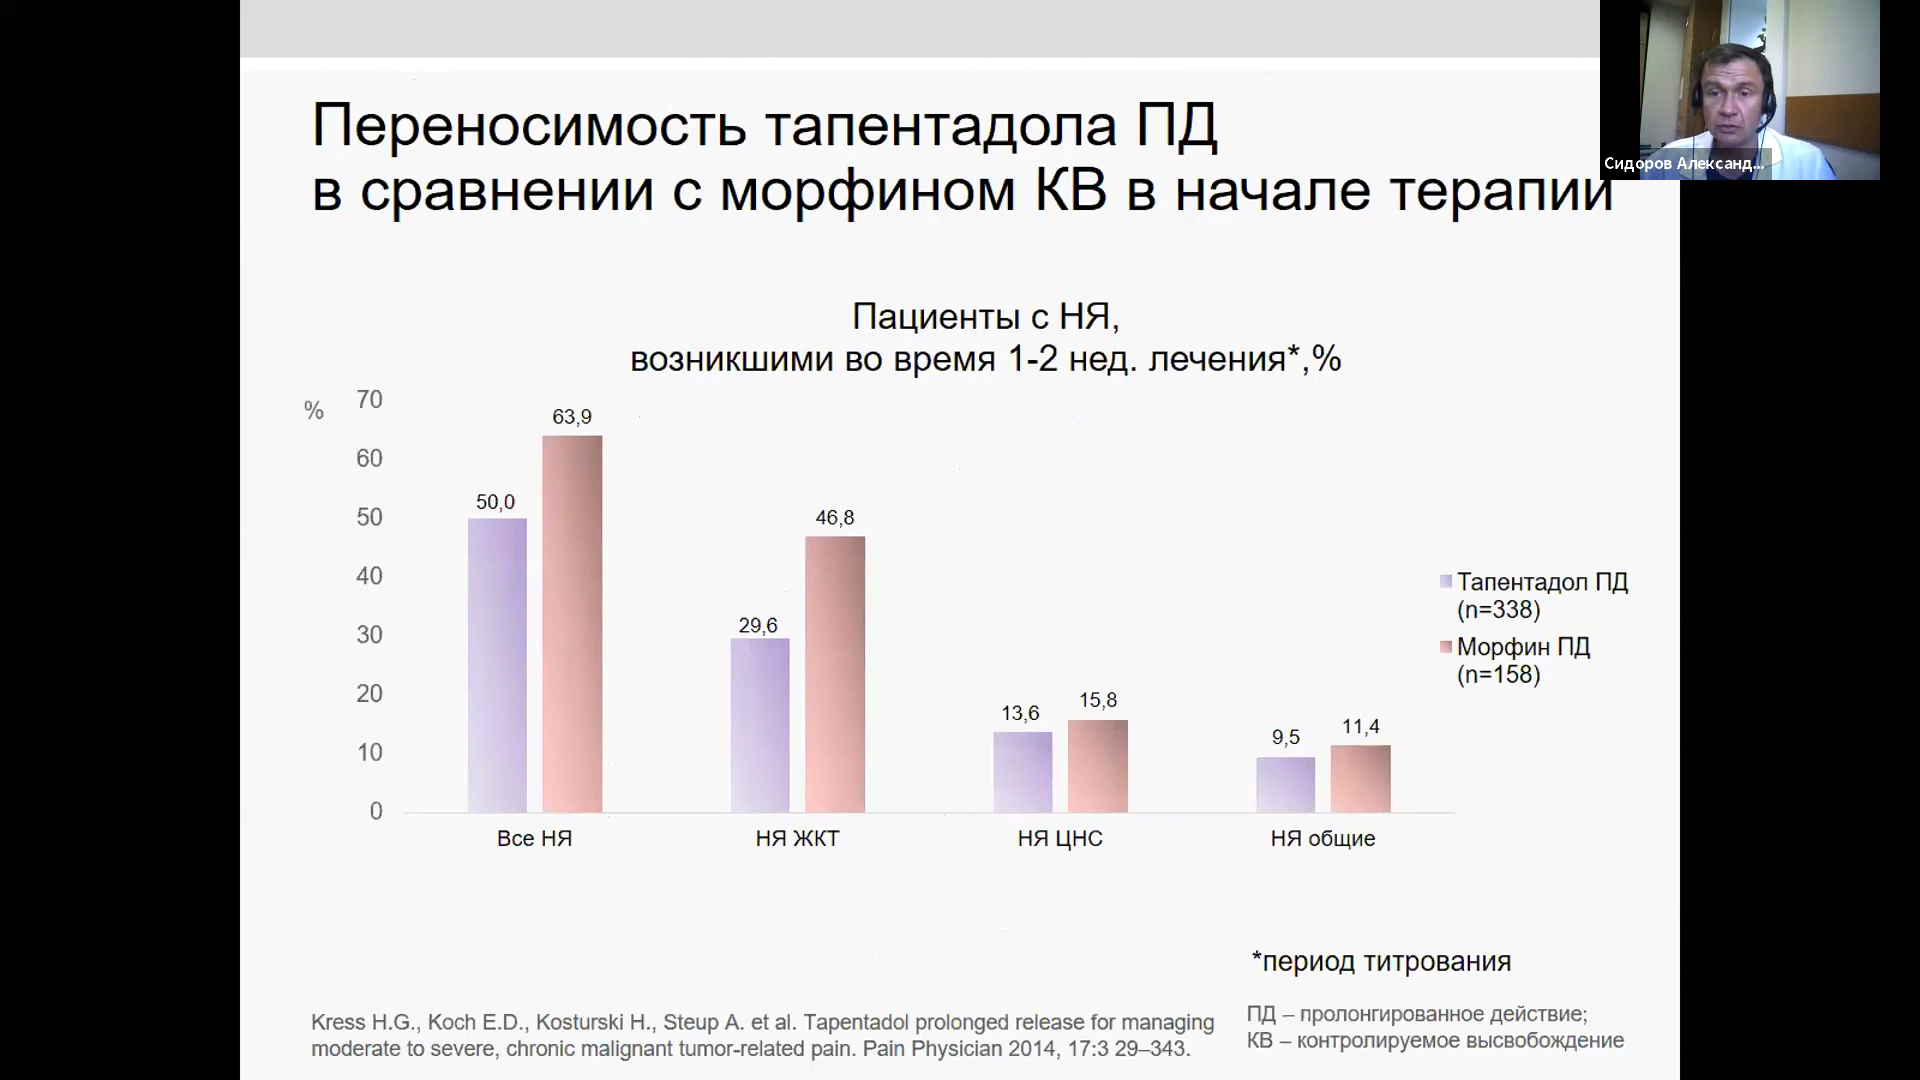 Переносимость тапентадола ПД
в сравнении с морфином КВ в начале терапии
Сидоров Александ...
Пациенты с НЯ,
возникшими во время 1-2 нед. лечения*,%
%
70
60
50
40
30
20
10
0
50,0
63,9
29,6
46,8
13,6
15,8
9,5
11,4
Все НЯ
НЯ ЖКТ
НЯ ЦНС
НЯ общие
Тапентадол ПД
(n=338)
Морфин ПД
(n=158)
*период титрования
Kress H.G., Koch E.D., Kosturski H., Steup A. et al. Tapentadol prolonged release for managing
moderate to severe, chronic malignant tumor-related pain. Pain Physician 2014, 17:3 29–343.
ПД – пролонгированное действие;
КВ – контролируемое высвобождение